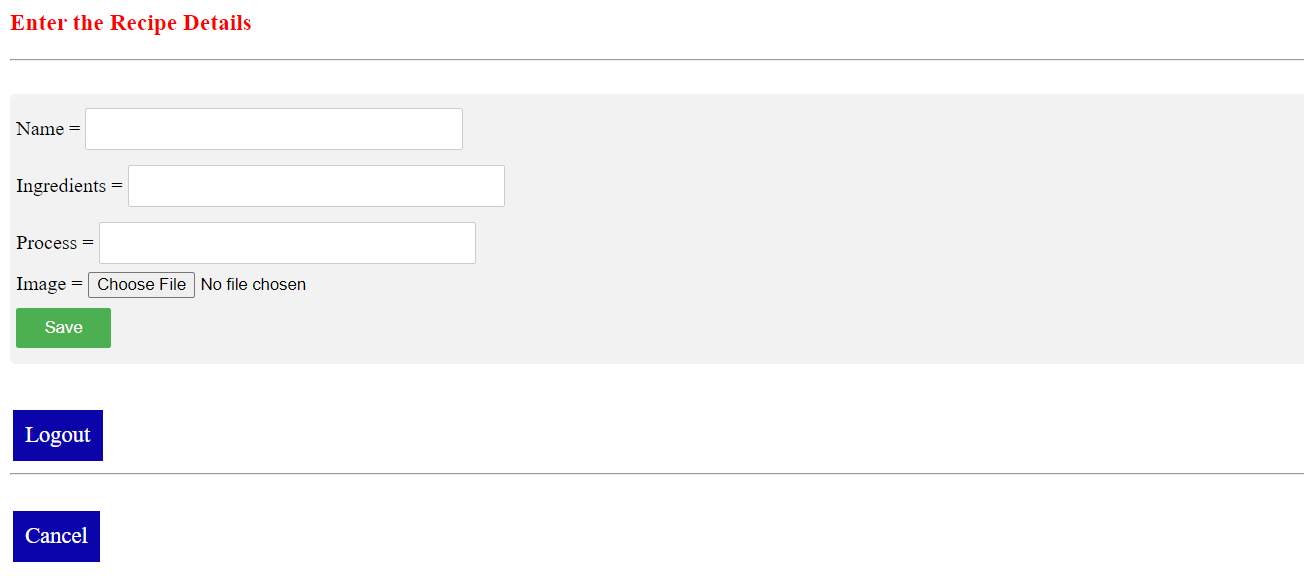 Enter the Recipe Details
Name =
Ingredients =
Process =
Image = Choose File No file chosen
Save
Logout
Cancel